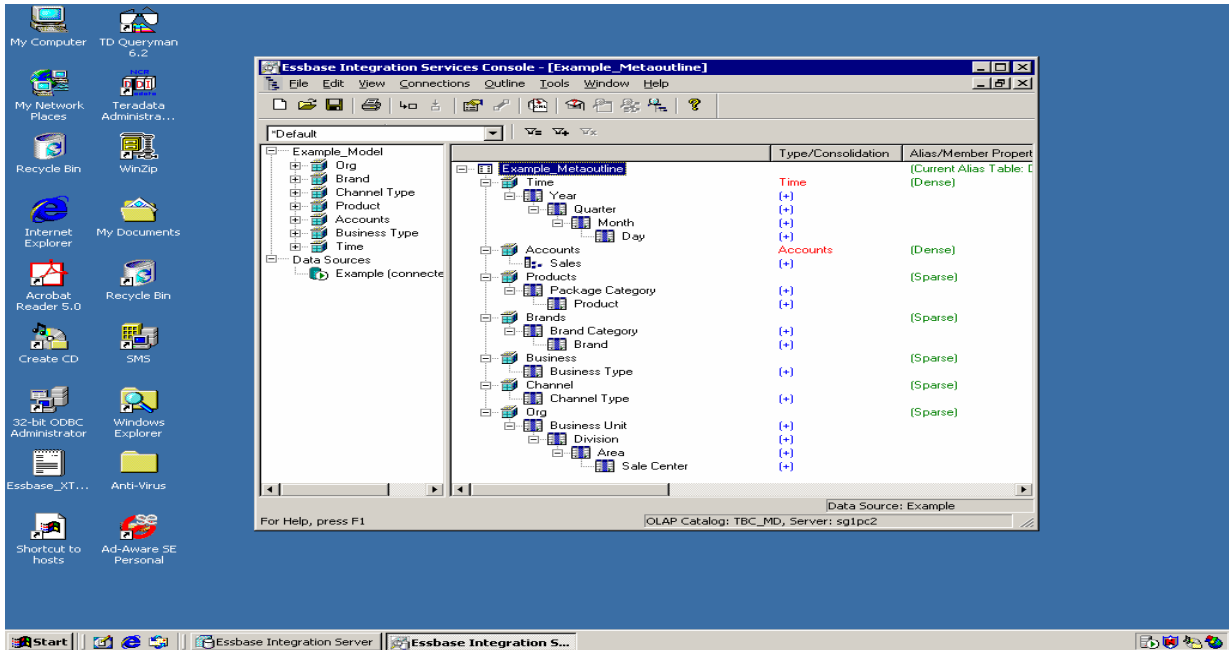 My Computer
TD Queryman 6.2
My Network Places
NCR
Teradata Administra...
Recycle Bin
WinZip
Internet Explorer
My Documents
Acrobat Reader 5.0
Recycle Bin
Create CD
SMS
32-bit ODBC Administrator
Windows Explorer
Essbase_XT...
Anti-Virus
Shortcut to hosts
Ad-Aware SE Personal
Essbase Integration Services Console - [Example_Metaoutline]
File Edit View Connections Outline Tools Window Help
"Default
Example_Model
Org
Brand
Channel Type
Product
Accounts
Business Type
Time
Data Sources
Example (connecte
Type/Consolidation Alias/Member Propert
Example_Metaoutline (Current Alias Table: D
Time Time (Dense)
Year (+)
Quarter (+)
Month (+)
Day (+)
Accounts Accounts (Dense)
Sales (+)
Products (Sparse)
Package Category (+)
Product (+)
Brands (Sparse)
Brand Category (+)
Brand (+)
Business (Sparse)
Business Type (+)
Channel (Sparse)
Channel Type (+)
Org (Sparse)
Business Unit (+)
Division (+)
Area (+)
Sale Center (+)
Data Source: Example
For Help, press F1 OLAP Catalog: TBC_MD, Server: sg1pc2
Start Essbase Integration Server Essbase Integration S...